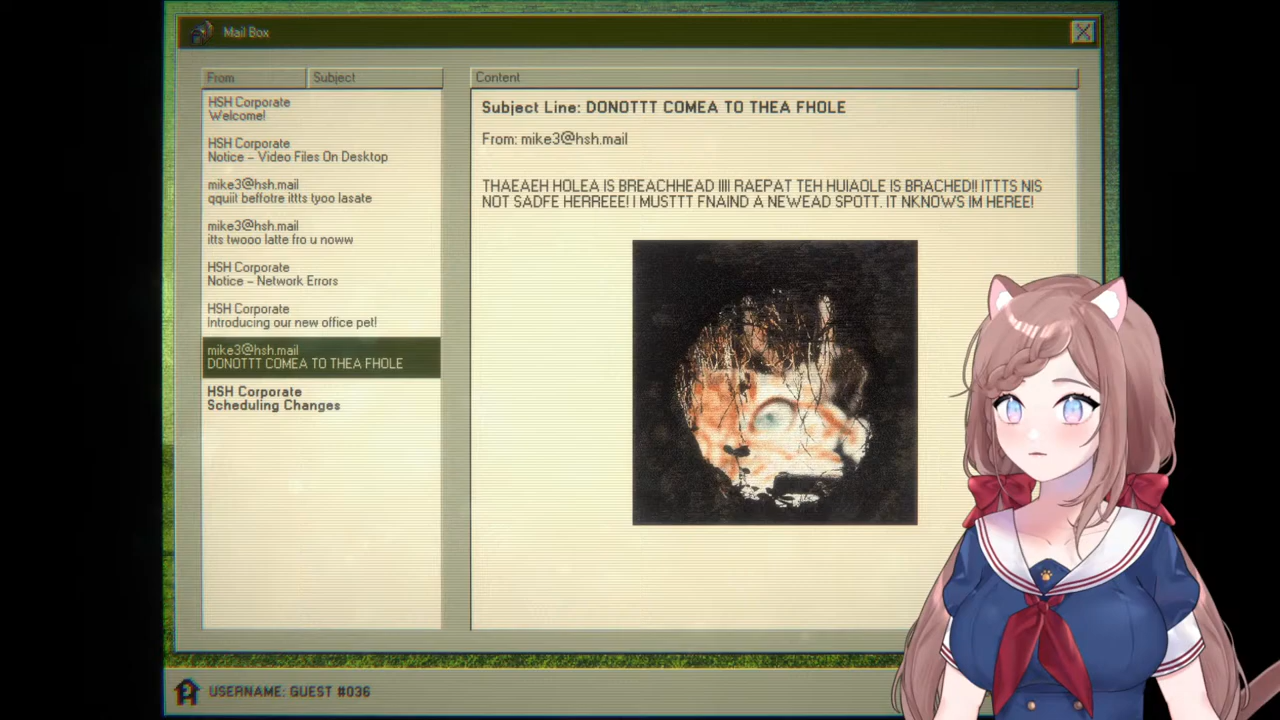 Mail Box
From Subject
HSH Corporate
Welcome!
HSH Corporate
Notice - Video Files On Desktop
mike3@hsh.mail
qquiit beffotre ittts tyoo lasate
mike3@hsh.mail
itts twooo latte fro u noww
HSH Corporate
Notice - Network Errors
HSH Corporate
Introducing our new office pet!
mike3@hsh.mail
DONOTTT COMEA TO THEA FHOLE
HSH Corporate
Scheduling Changes
Content
Subject Line: DONOTTT COMEA TO THEA FHOLE
From: mike3@hsh.mail
THAEAEH HOLEA IS BREACHHEAD IIII RAEPAT TEH HUIAOLE IS BRACHED!! ITTTS NIS
NOT SADFE HERREEE! I MUSTTT FNAIND A NEWEAD SPOTT. IT NKNOWS IM HEREE!
USERNAME: GUEST #036